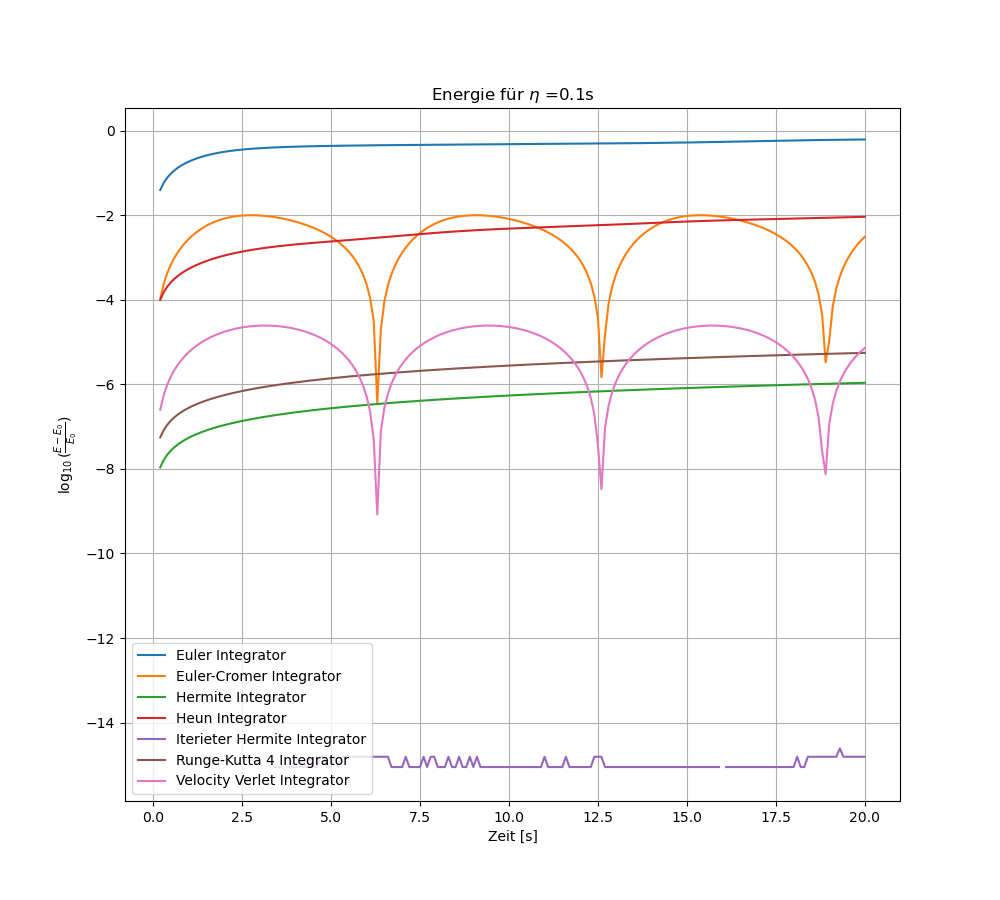 Energie für η =0.1s
0
−2
−4
−6
−8
−10
−12
−14
log₁₀(E − E₀/E₀)
Euler Integrator
Euler-Cromer Integrator
Hermite Integrator
Heun Integrator
Iterieter Hermite Integrator
Runge-Kutta 4 Integrator
Velocity Verlet Integrator
0.0 2.5 5.0 7.5 10.0 12.5 15.0 17.5 20.0
Zeit [s]